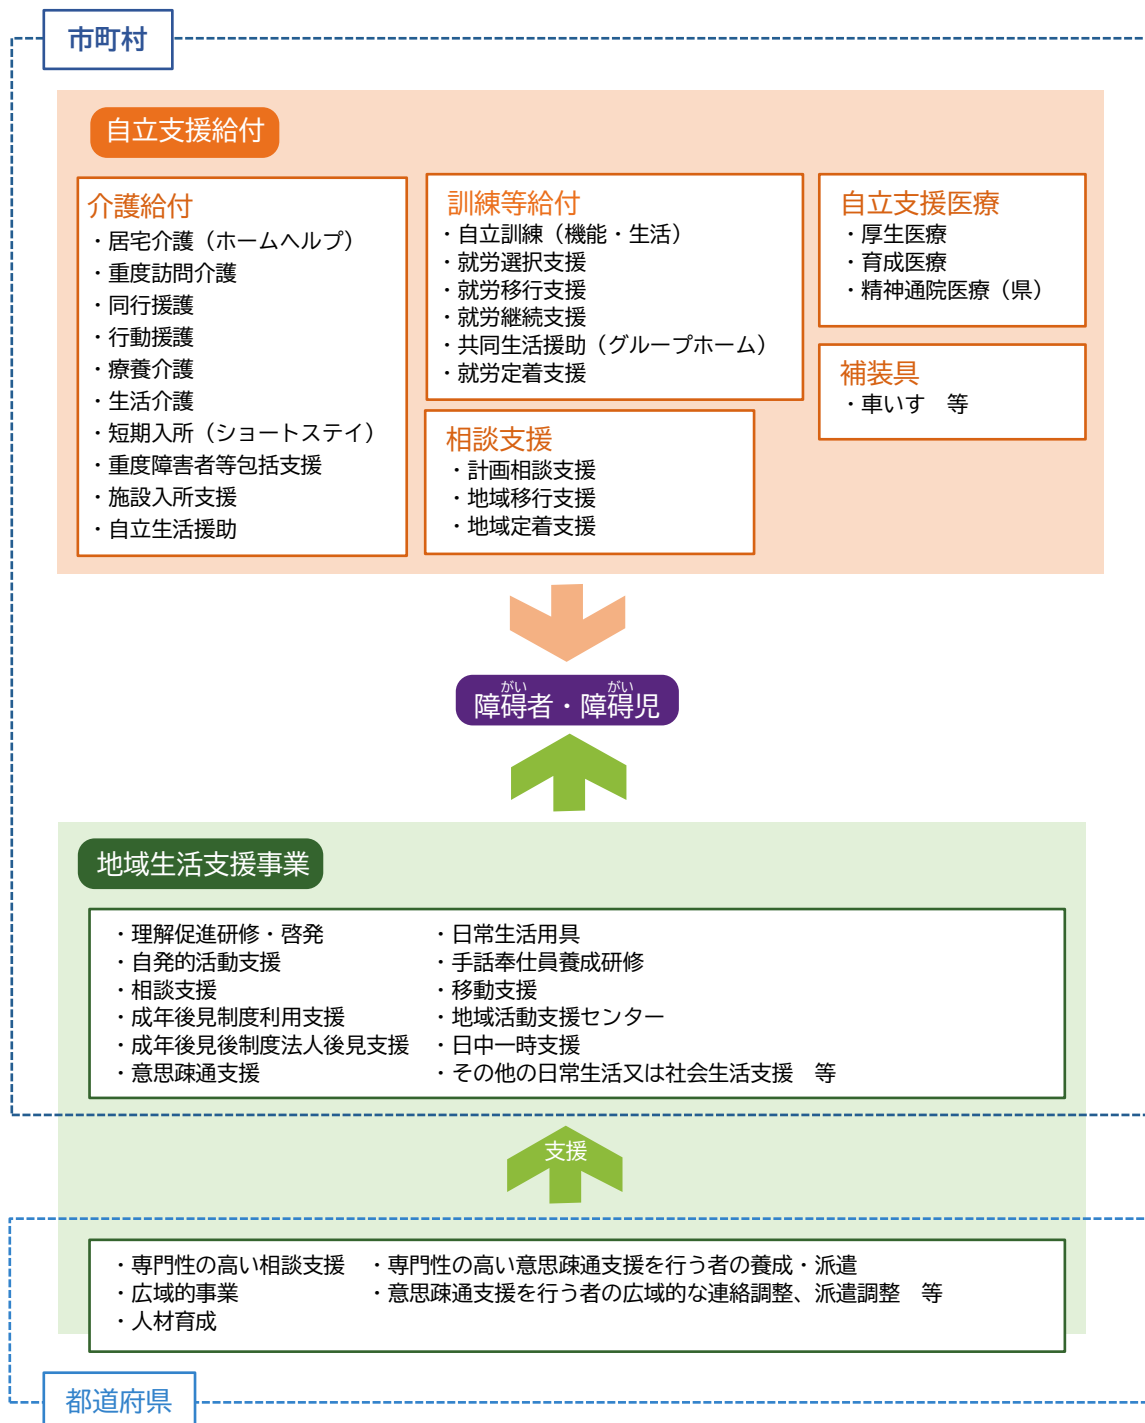 市町村
自立支援給付
介護給付
・居宅介護（ホームヘルプ）
・重度訪問介護
・同行援護
・行動援護
・療養介護
・生活介護
・短期入所（ショートステイ）
・重度障害者等包括支援
・施設入所支援
・自立生活援助
訓練等給付
・自立訓練（機能・生活）
・就労選択支援
・就労移行支援
・就労継続支援
・共同生活援助（グループホーム）
・就労定着支援
相談支援
・計画相談支援
・地域移行支援
・地域定着支援
自立支援医療
・厚生医療
・育成医療
・精神通院医療（県）
補装具
・車いす　等
がい　がい
障碍者・障碍児
地域生活支援事業
・理解促進研修・啓発
・自発的活動支援
・相談支援
・成年後見制度利用支援
・成年後見後制度法人後見支援
・意思疎通支援
・日常生活用具
・手話奉仕員養成研修
・移動支援
・地域活動支援センター
・日中一時支援
・その他の日常生活又は社会生活支援　等
支援
・専門性の高い相談支援
・広域的事業
・人材育成
・専門性の高い意思疎通支援を行う者の養成・派遣
・意思疎通支援を行う者の広域的な連絡調整、派遣調整　等
都道府県